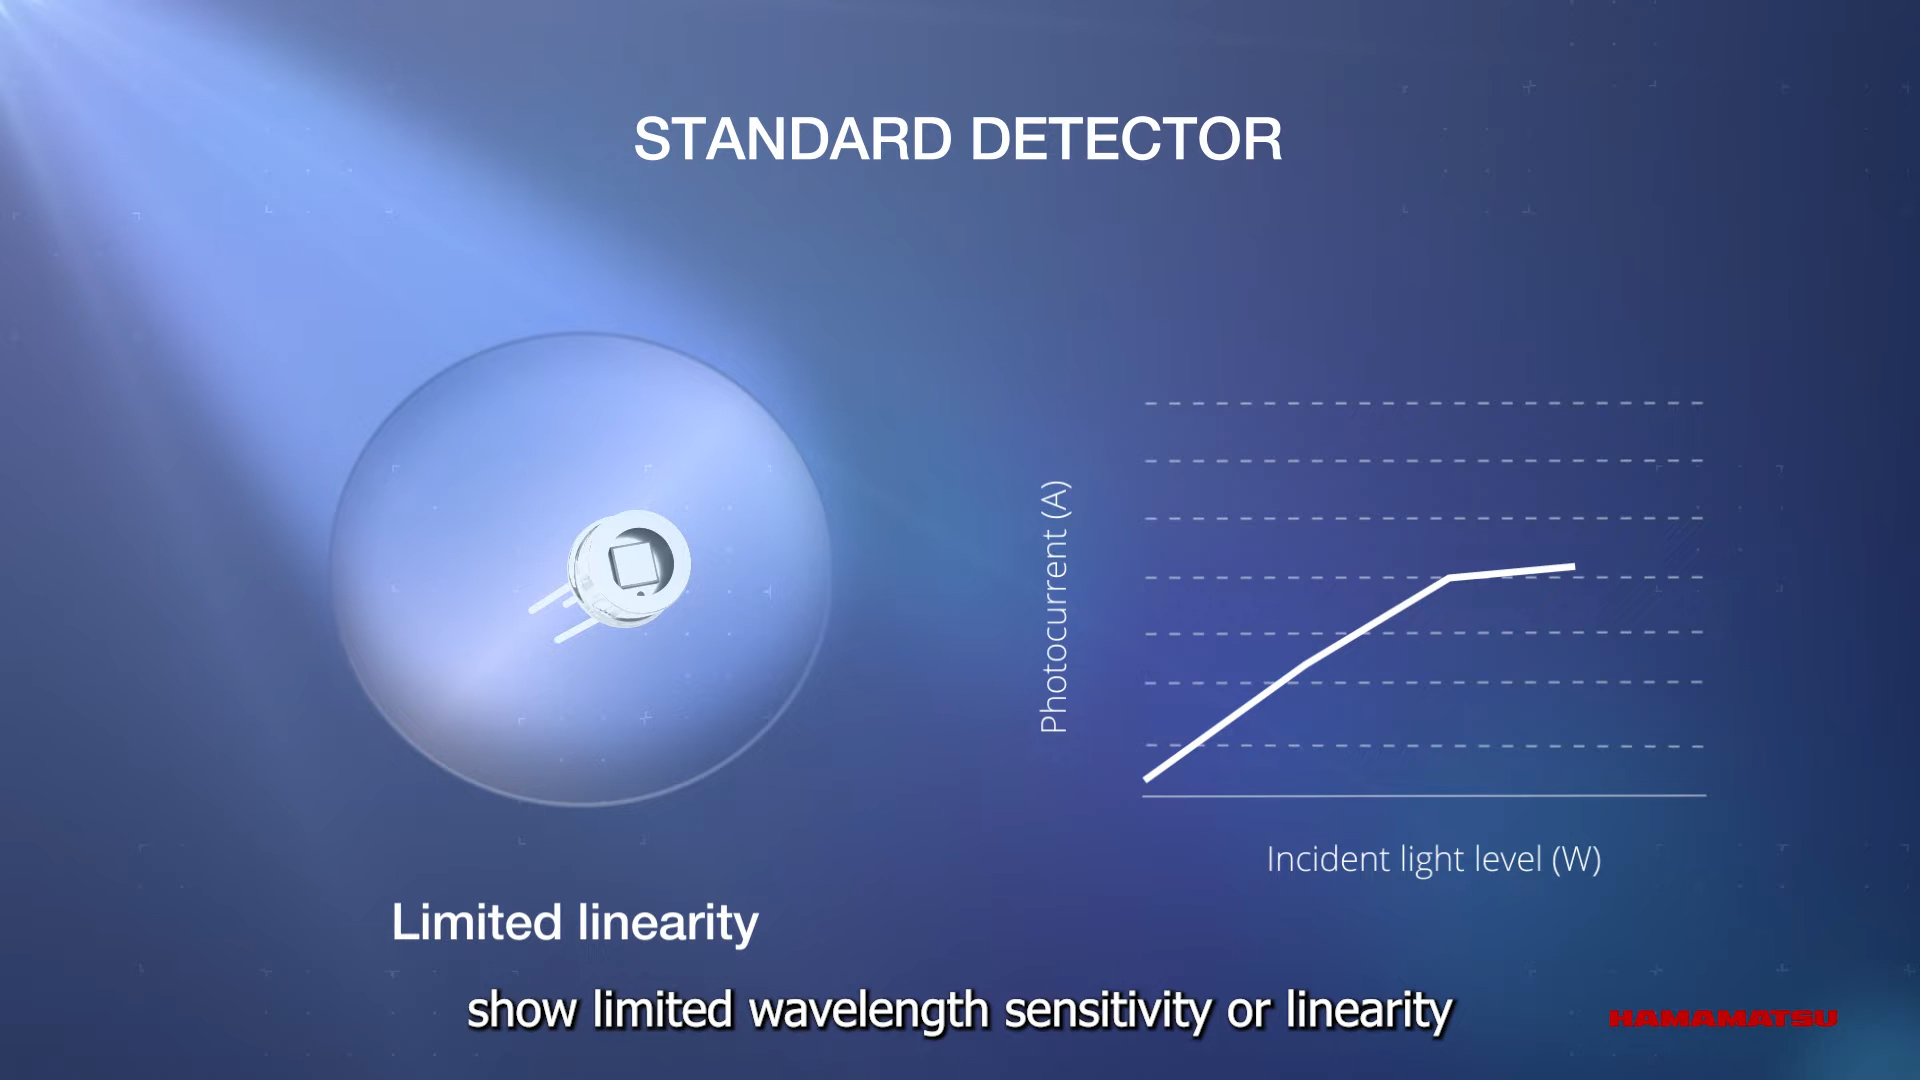 STANDARD DETECTOR
Photocurrent (A)
Incident light level (W)
Limited linearity
show limited wavelength sensitivity or linearity
HAMAMATSU